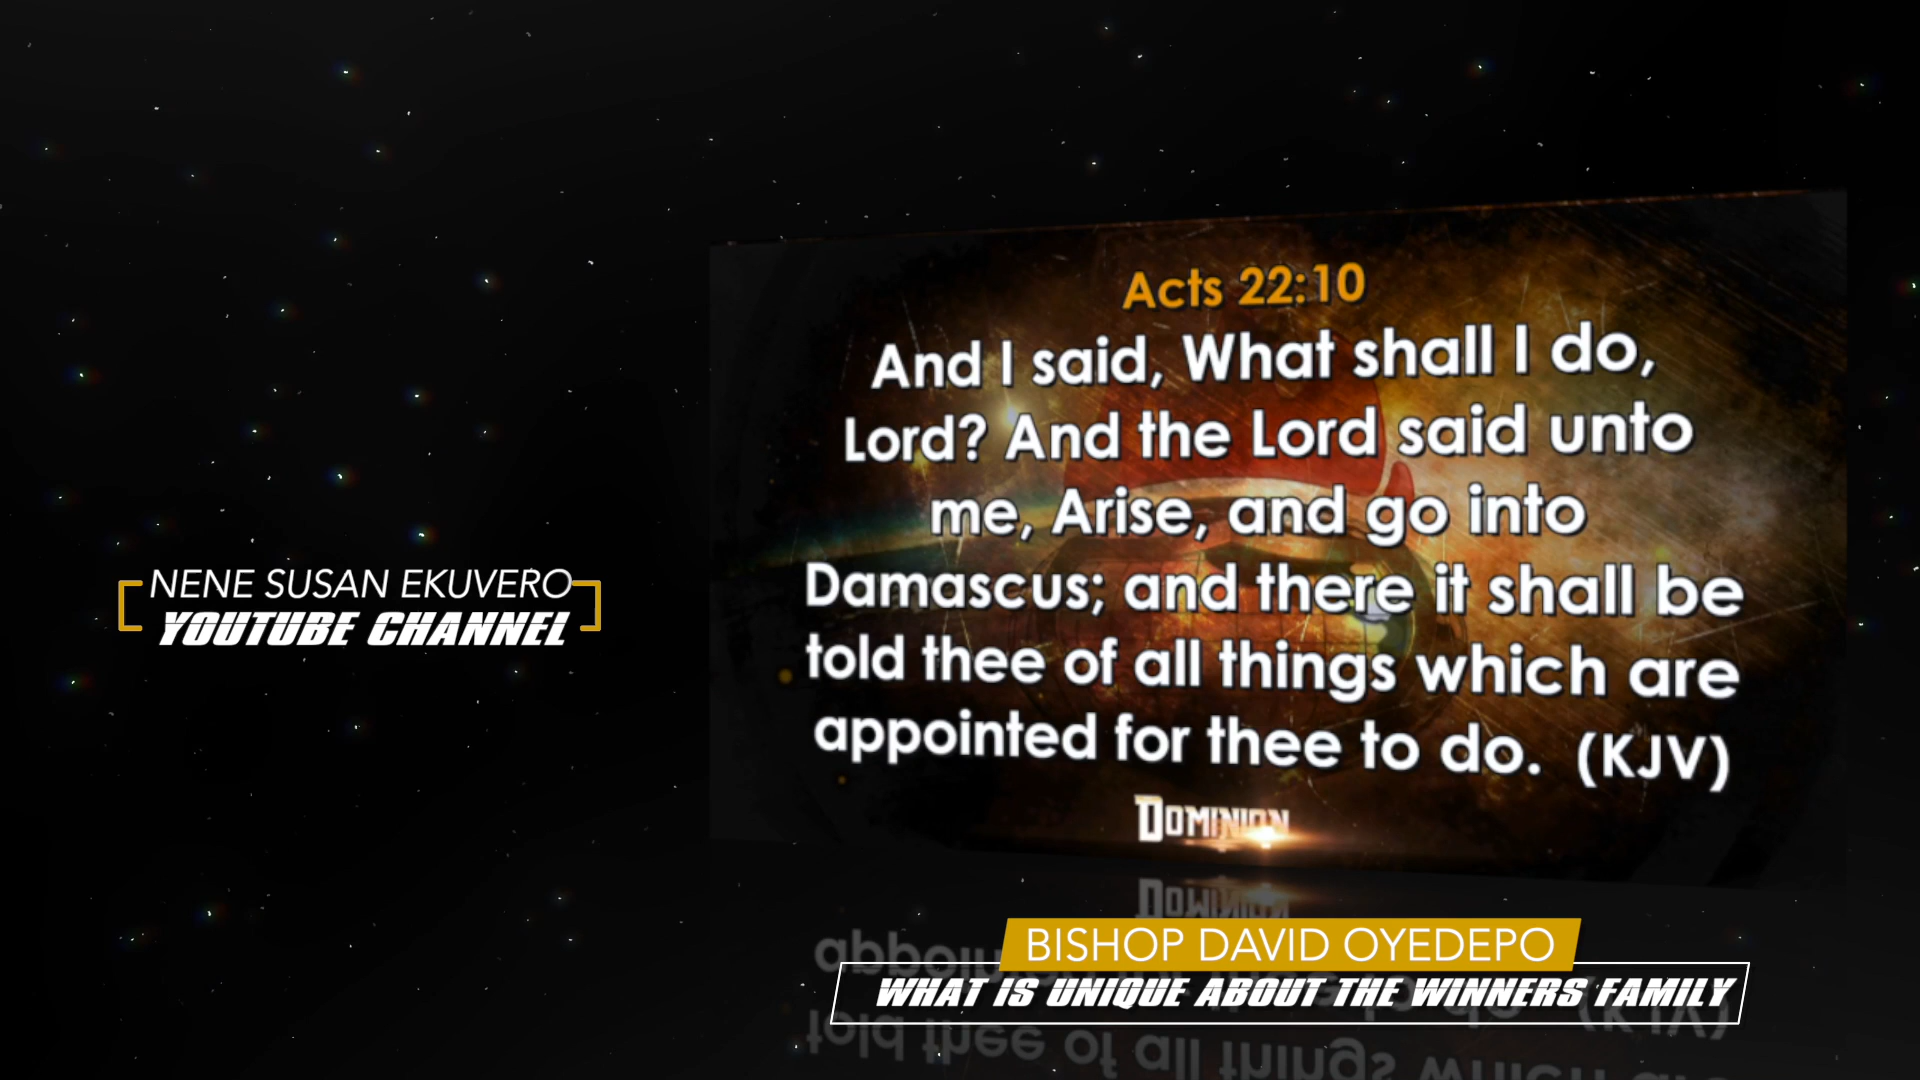 Acts 22:10
And I said, What shall I do,
Lord? And the Lord said unto
me, Arise, and go into
Damascus; and there it shall be
told thee of all things which are
appointed for thee to do. (KJV)
DOMINION
NENE SUSAN EKUVERO
YOUTUBE CHANNEL
BISHOP DAVID OYEDEPO
WHAT IS UNIQUE ABOUT THE WINNERS FAMILY